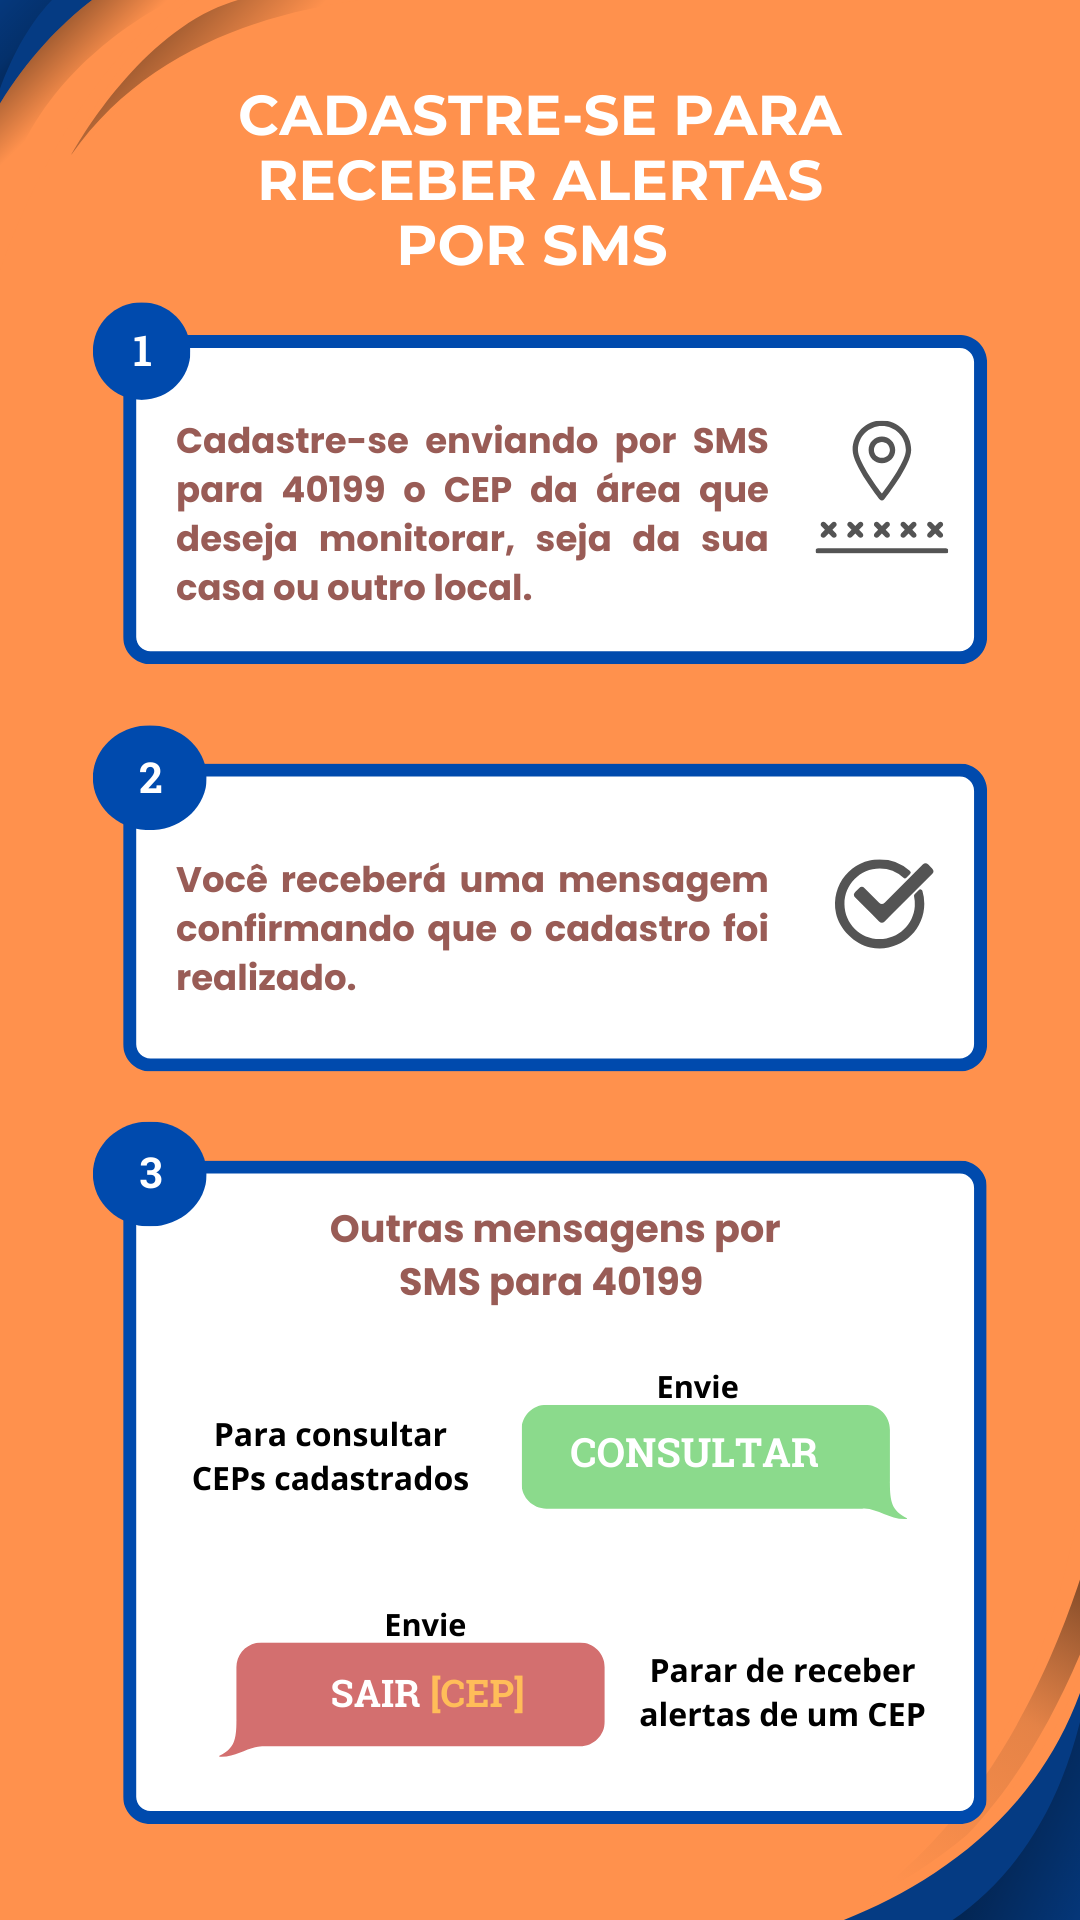 CADASTRE-SE PARA
RECEBER ALERTAS
POR SMS
1
Cadastre-se enviando por SMS
para 40199 o CEP da área que
deseja monitorar, seja da sua
casa ou outro local.
2
Você receberá uma mensagem
confirmando que o cadastro foi
realizado.
3
Outras mensagens por
SMS para 40199
Para consultar
CEPs cadastrados
Envie
CONSULTAR
Envie
SAIR [CEP]
Parar de receber
alertas de um CEP